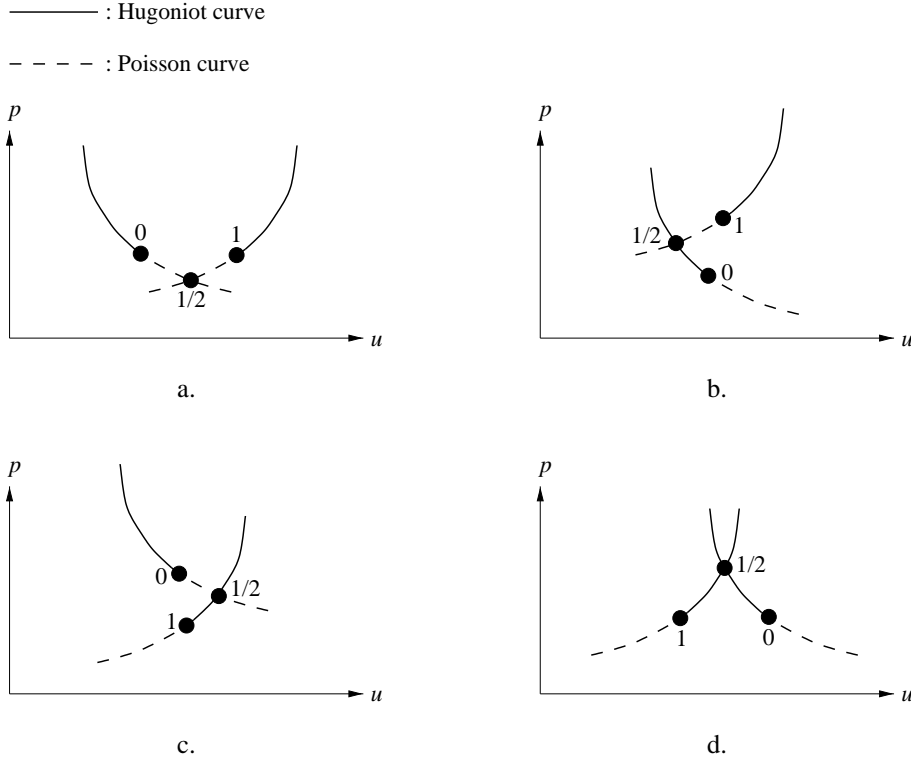 : Hugoniot curve
: Poisson curve
p
0
1
1/2
u
a.
p
1/2
1
0
u
b.
p
0
1/2
1
u
c.
p
1/2
1
0
u
d.